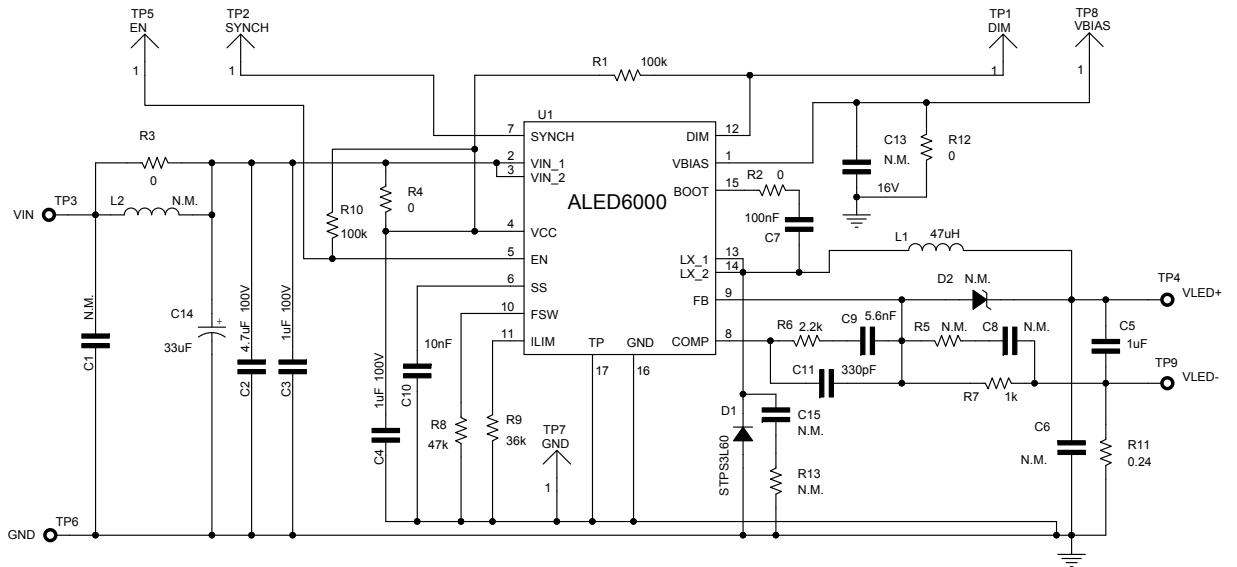 TP5
EN
TP2
SYNCH
TP1
DIM
TP8
VBIAS
1
1
1
1
R1
100k
U1
7
SYNCH
DIM
12
2
VIN_1
VBIAS
1
3
VIN_2
BOOT
15
ALED6000
4
VCC
5
EN
LX_1
13
LX_2
14
6
SS
FB
9
10
FSW
11
ILIM
COMP
8
TP
GND
17
16
R3
0
VIN
TP3
L2
N.M.
R10
100k
R4
0
C13
N.M.
16V
R12
0
R2
0
100nF
C7
L1
47uH
D2
N.M.
TP4
VLED+
N.M.
C1
C14
+
33uF
4.7uF 100V
C2
1uF 100V
C3
10nF
C10
1uF 100V
C4
R8
47k
R9
36k
TP7
GND
1
R6
2.2k
C9
5.6nF
R5
N.M.
C8
N.M.
C11
330pF
R7
1k
C5
1uF
TP9
VLED-
D1
STPS3L60
C15
N.M.
R13
N.M.
C6
N.M.
R11
0.24
GND
TP6